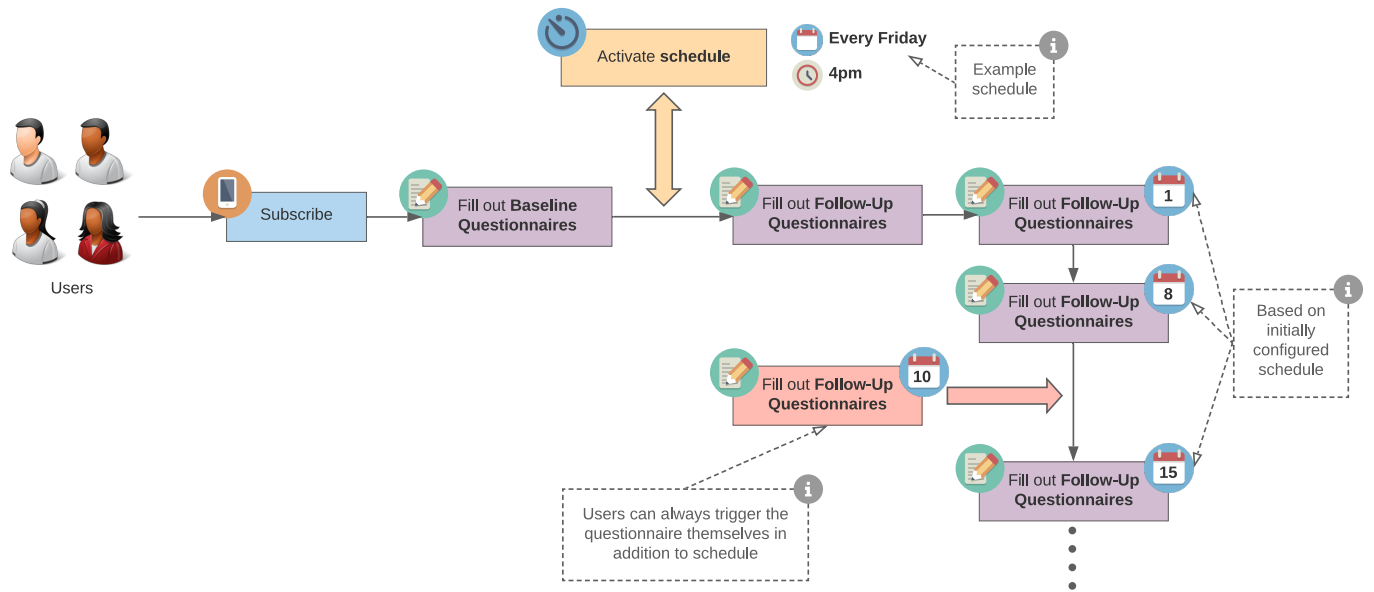 Activate schedule
Every Friday
4pm
Example
schedule
Users
Subscribe
Fill out Baseline
Questionnaires
Fill out Follow-Up
Questionnaires
Fill out Follow-Up
Questionnaires
1
Fill out Follow-Up
Questionnaires
8
Based on
initially
configured
schedule
Fill out Follow-Up
Questionnaires
10
Fill out Follow-Up
Questionnaires
15
Users can always trigger the
questionnaire themselves in
addition to schedule
i
i
i